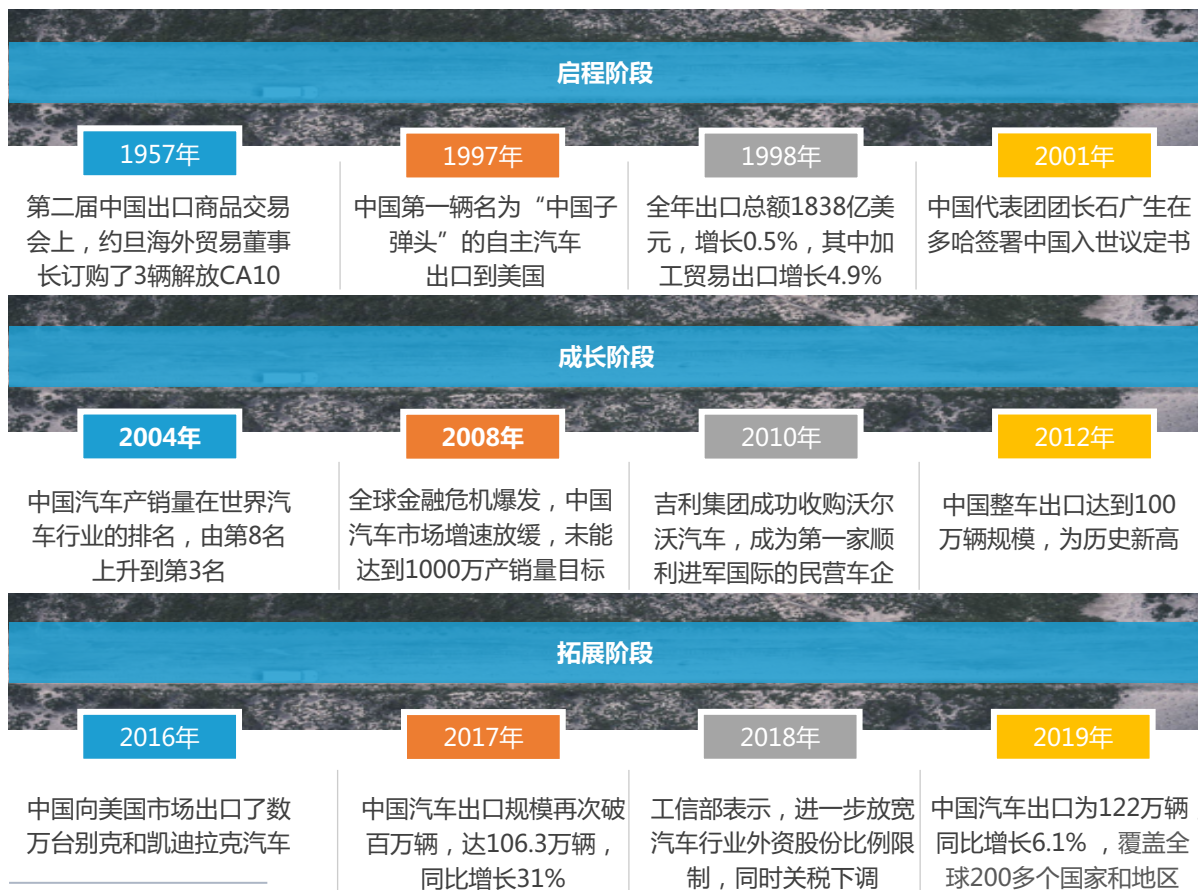 启程阶段
1957年
第二届中国出口商品交易
会上，约旦海外贸易董事
长订购了3辆解放CA10
1997年
中国第一辆名为“中国子
弹头”的自主汽车
出口到美国
1998年
全年出口总额1838亿美
元，增长0.5%，其中加
工贸易出口增长4.9%
2001年
中国代表团团长石广生在
多哈签署中国入世议定书
成长阶段
2004年
中国汽车产销量在世界汽
车行业的排名，由第8名
上升到第3名
2008年
全球金融危机爆发，中国
汽车市场增速放缓，未能
达到1000万产销量目标
2010年
吉利集团成功收购沃尔
沃汽车，成为第一家顺
利进军国际的民营车企
2012年
中国整车出口达到100
万辆规模，为历史新高
拓展阶段
2016年
中国向美国市场出口了数
万台别克和凯迪拉克汽车
2017年
中国汽车出口规模再次破
百万辆，达106.3万辆，
同比增长31%
2018年
工信部表示，进一步放宽
汽车行业外资股份比例限
制，同时关税下调
2019年
中国汽车出口为122万辆
同比增长6.1% ，覆盖全
球200多个国家和地区